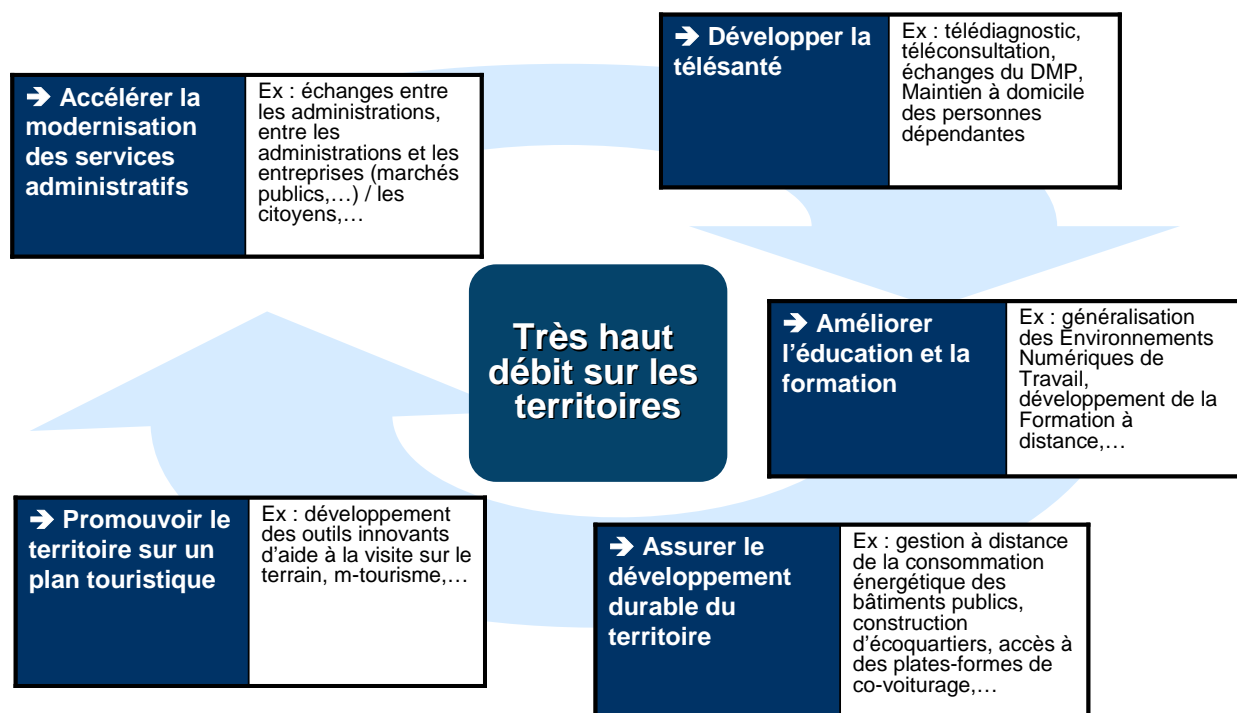 ➔ Développer la
télésanté
Ex : télédiagnostic,
téléconsultation,
échanges du DMP,
Maintien à domicile
des personnes
dépendantes
➔ Accélérer la
modernisation
des services
administratifs
Ex : échanges entre
les administrations,
entre les
administrations et les
entreprises (marchés
publics,…) / les
citoyens,…
Très haut
débit sur les
territoires
➔ Améliorer
l’éducation et la
formation
Ex : généralisation
des Environnements
Numériques de
Travail,
développement de la
Formation à
distance,…
➔ Promouvoir le
territoire sur un
plan touristique
Ex : développement
des outils innovants
d’aide à la visite sur le
terrain, m-tourisme,…
➔ Assurer le
développement
durable du
territoire
Ex : gestion à distance
de la consommation
énergétique des
bâtiments publics,
construction
d’écoquartiers, accès à
des plates-formes de
co-voiturage,…